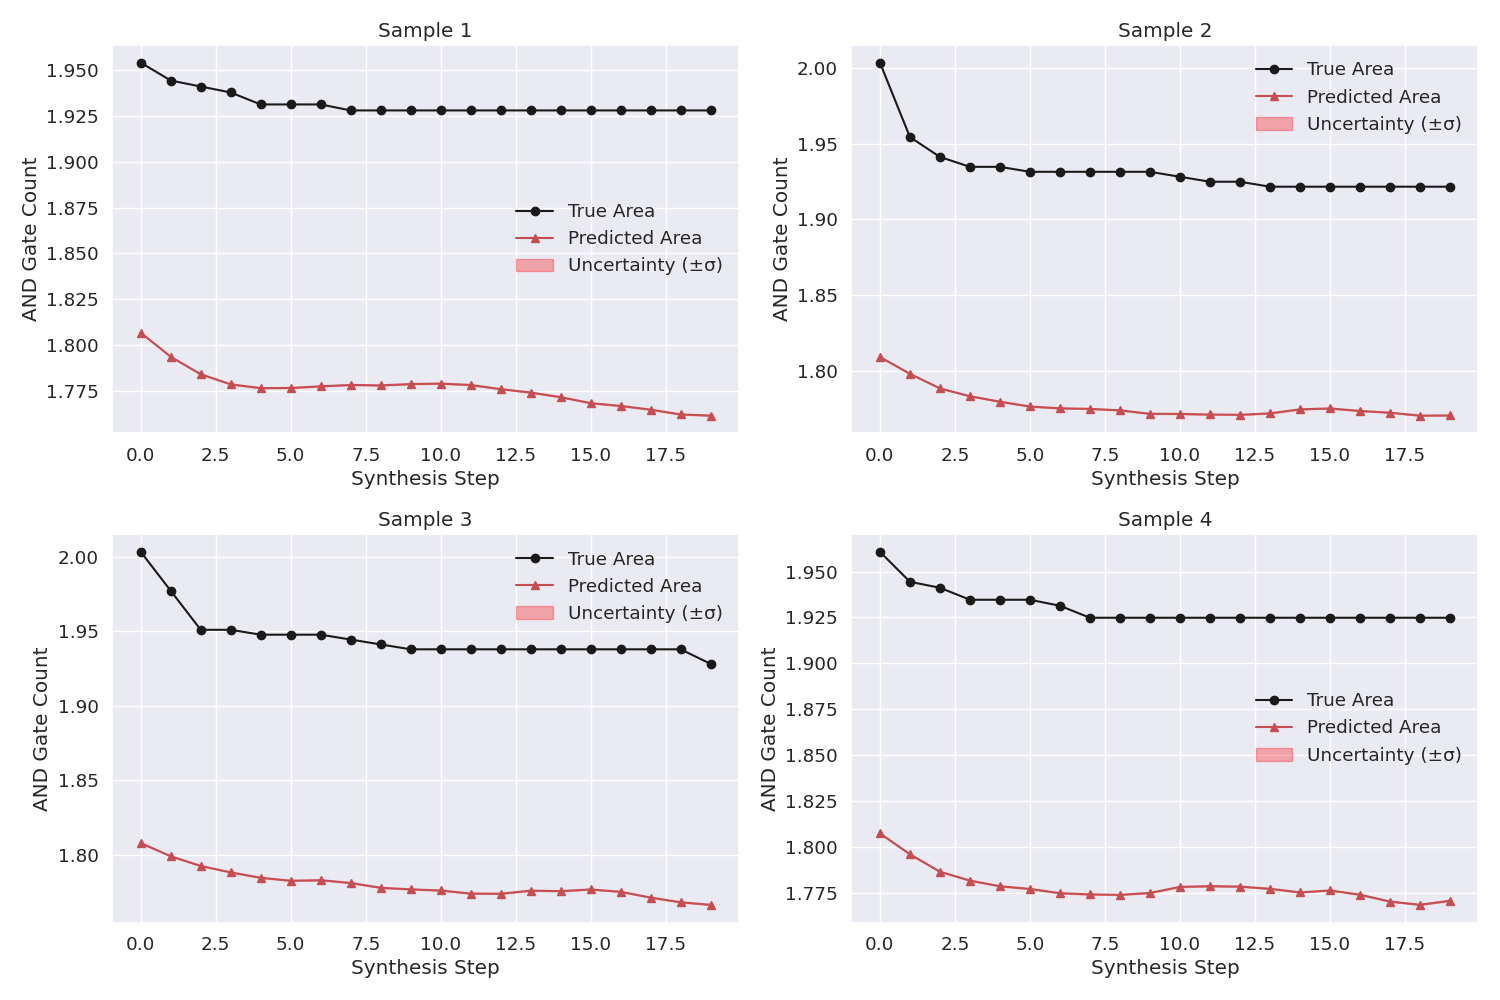 Sample 1
AND Gate Count
1.950
1.925
1.900
1.875
1.850
1.825
1.800
1.775
True Area
Predicted Area
Uncertainty (±σ)
0.0 2.5 5.0 7.5 10.0 12.5 15.0 17.5
Synthesis Step
Sample 2
AND Gate Count
2.00
1.95
1.90
1.85
1.80
True Area
Predicted Area
Uncertainty (±σ)
0.0 2.5 5.0 7.5 10.0 12.5 15.0 17.5
Synthesis Step
Sample 3
AND Gate Count
2.00
1.95
1.90
1.85
1.80
True Area
Predicted Area
Uncertainty (±σ)
0.0 2.5 5.0 7.5 10.0 12.5 15.0 17.5
Synthesis Step
Sample 4
AND Gate Count
1.950
1.925
1.900
1.875
1.850
1.825
1.800
1.775
True Area
Predicted Area
Uncertainty (±σ)
0.0 2.5 5.0 7.5 10.0 12.5 15.0 17.5
Synthesis Step